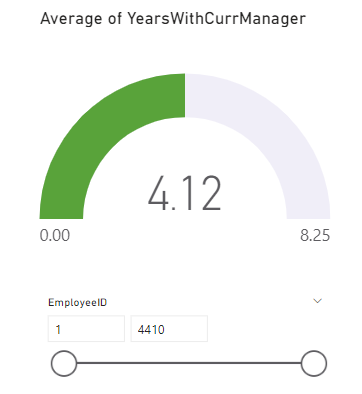 Average of YearsWithCurrManager
4.12
0.00 8.25
EmployeeID
1 4410